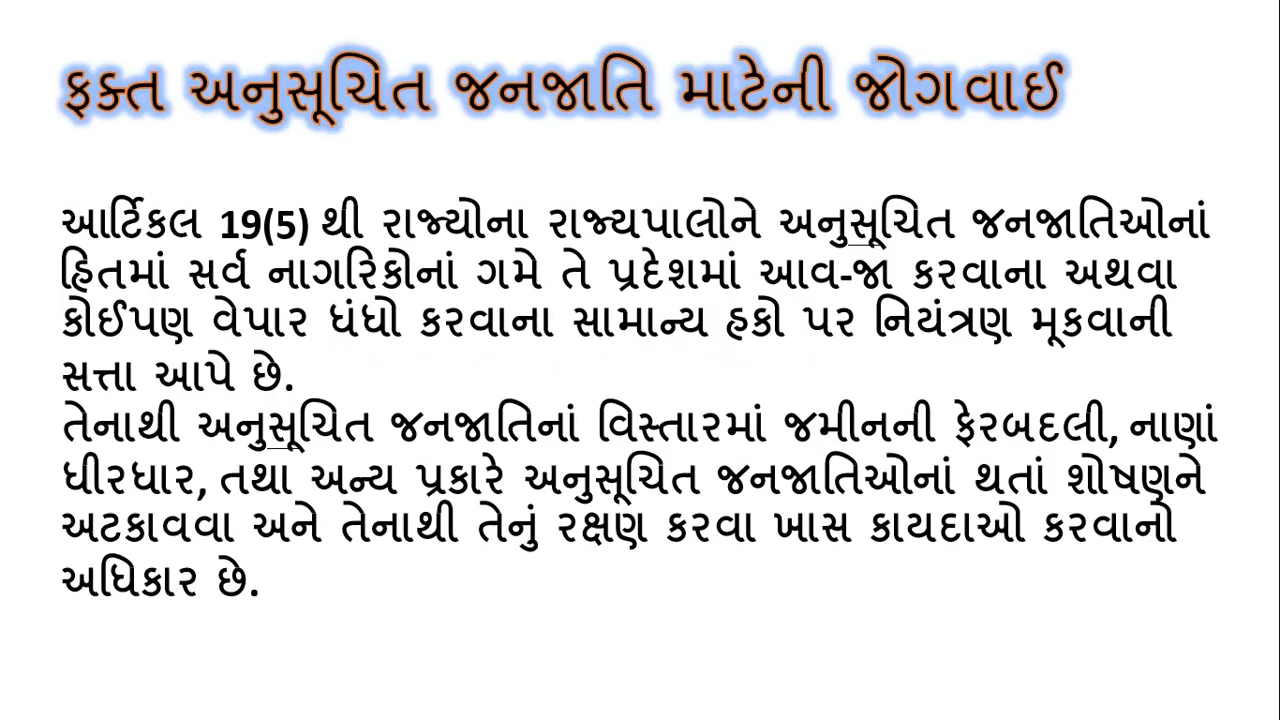 ફક્ત અનુસૂચિત જનજાતિ માટેની જોગવાઈ
આર્ટિકલ 19(5) થી રાજ્યોના રાજ્યપાલોને અનુસૂચિત જનજાતિઓનાં
હિતમાં સર્વ નાગરિકોનાં ગમે તે પ્રદેશમાં આવ-જા કરવાના અથવા
કોઈપણ વેપાર ધંધો કરવાના સામાન્ય હકો પર નિયંત્રણ મૂકવાની
સત્તા આપે છે.
તેનાથી અનુસૂચિત જનજાતિનાં વિસ્તારમાં જમીનની ફેરબદલી, નાણાં
ધીરધાર, તથા અન્ય પ્રકારે અનુસૂચિત જનજાતિઓનાં થતાં શોષણને
અટકાવવા અને તેનાથી તેનું રક્ષણ કરવા ખાસ કાયદાઓ કરવાનો
અધિકાર છે.